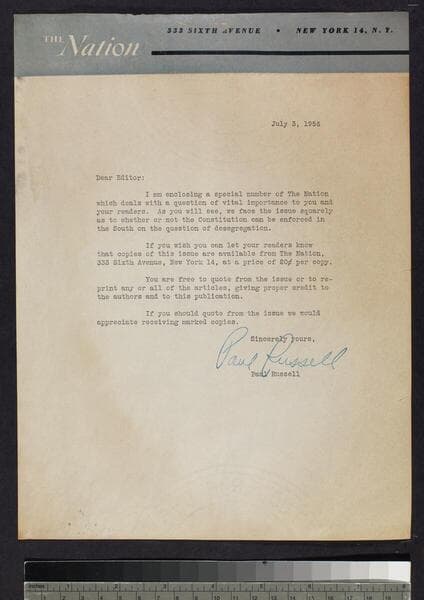 THE Nation
333 SIXTH AVENUE • NEW YORK 14, N. Y.
July 3, 1956
Dear Editor:
I am enclosing a special number of The Nation
which deals with a question of vital importance to you and
your readers. As you will see, we face the issue squarely
as to whether or not the Constitution can be enforced in
the South on the question of desegregation.
If you wish you can let your readers know
that copies of this issue are available from The Nation,
333 Sixth Avenue, New York 14, at a price of 20¢ per copy.
You are free to quote from the issue or to re-
print any or all of the articles, giving proper credit to
the authors and to this publication.
If you should quote from the issue we would
appreciate receiving marked copies.
Sincerely yours,
Paul Russell
Paul Russell